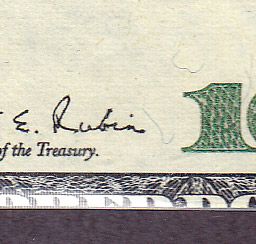 E. Rubin
of the Treasury.